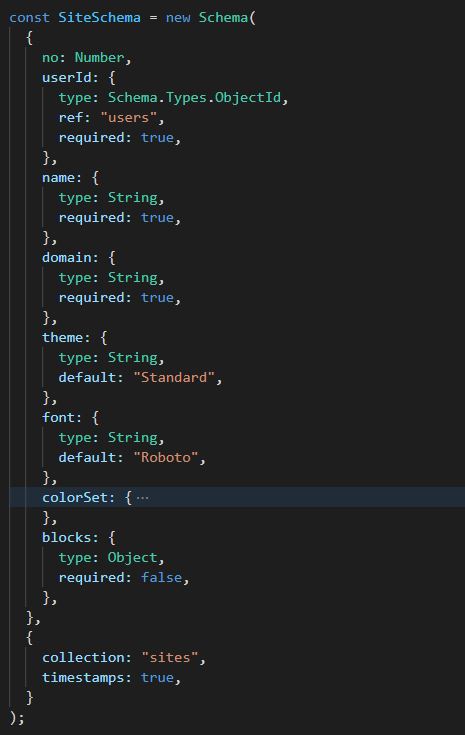 const SiteSchema = new Schema(
  {
    no: Number,
    userId: {
      type: Schema.Types.ObjectId,
      ref: "users",
      required: true,
    },
    name: {
      type: String,
      required: true,
    },
    domain: {
      type: String,
      required: true,
    },
    theme: {
      type: String,
      default: "Standard",
    },
    font: {
      type: String,
      default: "Roboto",
    },
    colorSet: { ⋯
    },
    blocks: {
      type: Object,
      required: false,
    },
  },
  {
    collection: "sites",
    timestamps: true,
  }
);